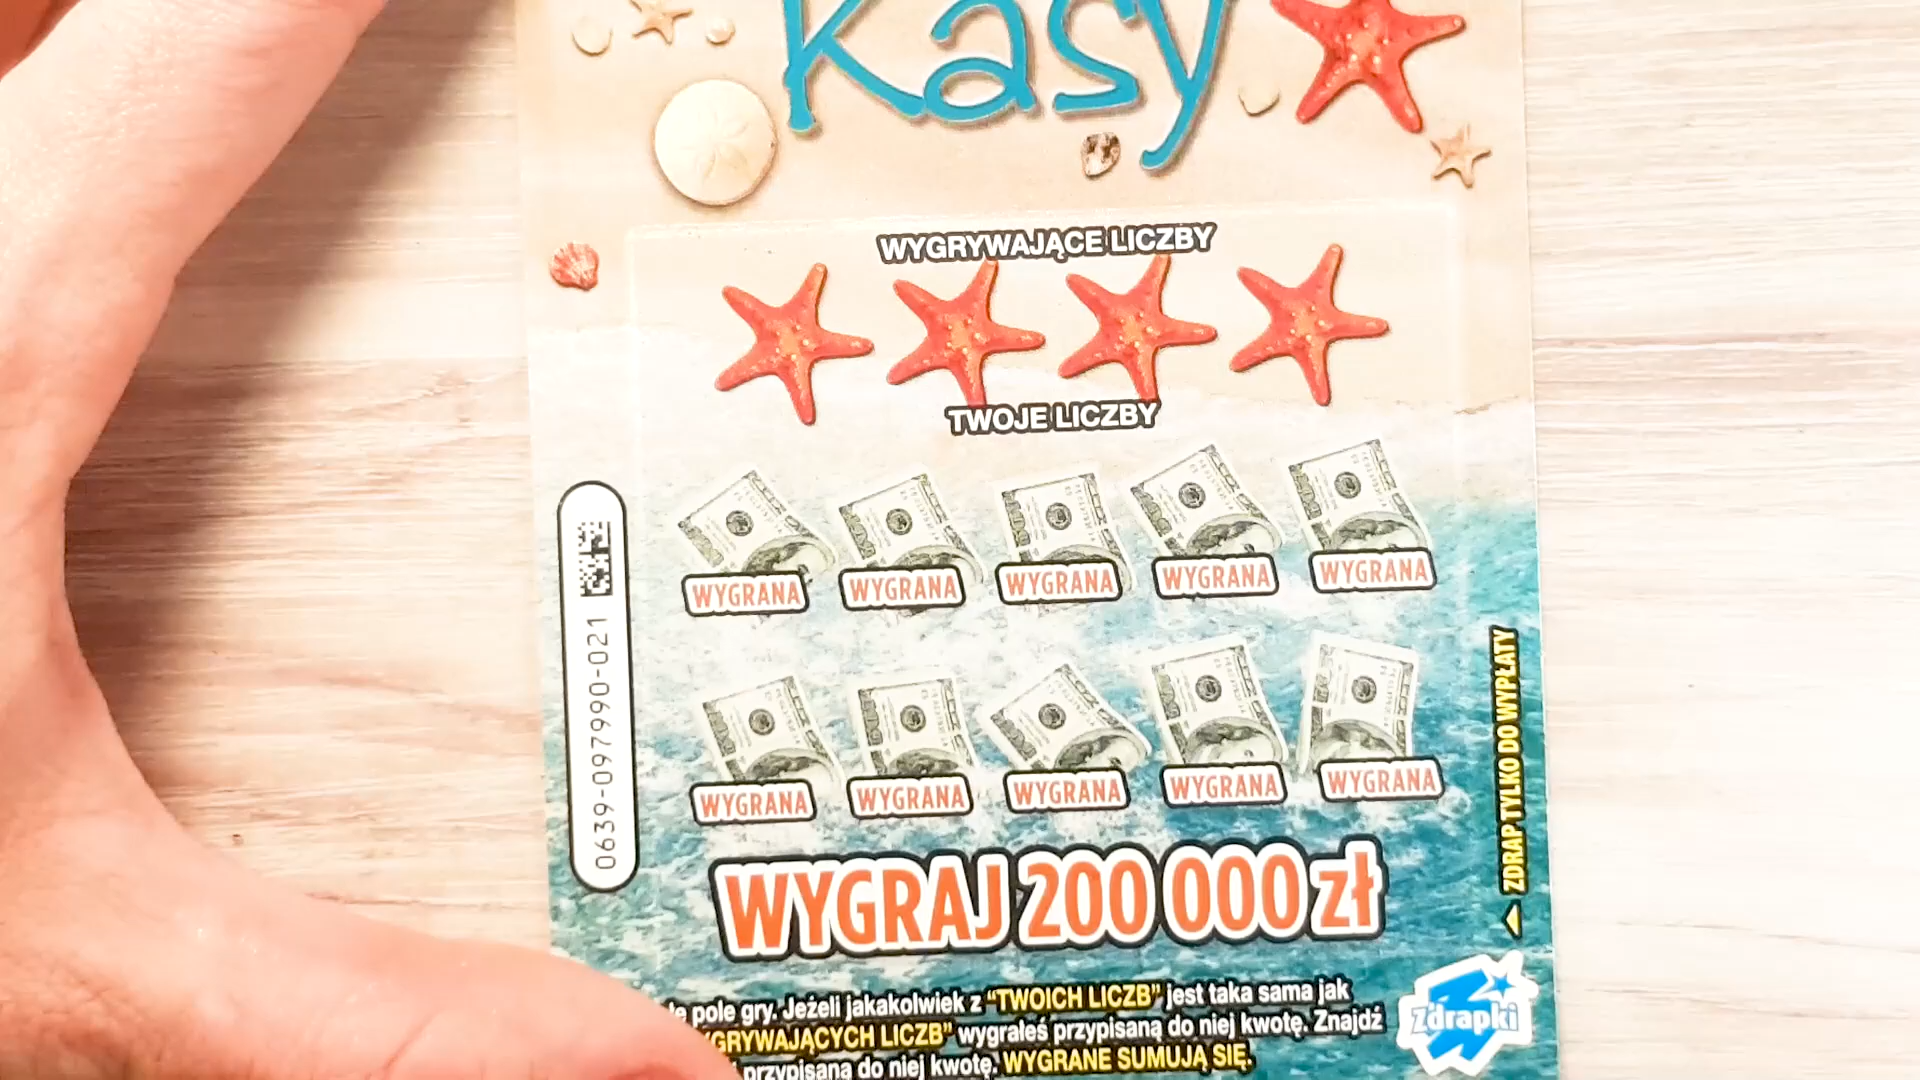 Kasy
WYGRYWAJĄCE LICZBY
TWOJE LICZBY
WYGRANA WYGRANA WYGRANA WYGRANA WYGRANA
WYGRANA WYGRANA WYGRANA WYGRANA WYGRANA
0639-097990-021
ZDRAP TYLKO DO WYPŁATY
WYGRAJ 200 000 zł
pole gry. Jeżeli jakakolwiek z "TWOICH LICZB" jest taka sama jak
GRYWAJĄCYCH LICZB" wygrałeś przypisaną do niej kwotę. Znajdź
przypisaną do niej kwotę. WYGRANE SUMUJĄ SIĘ.
Zdrapki